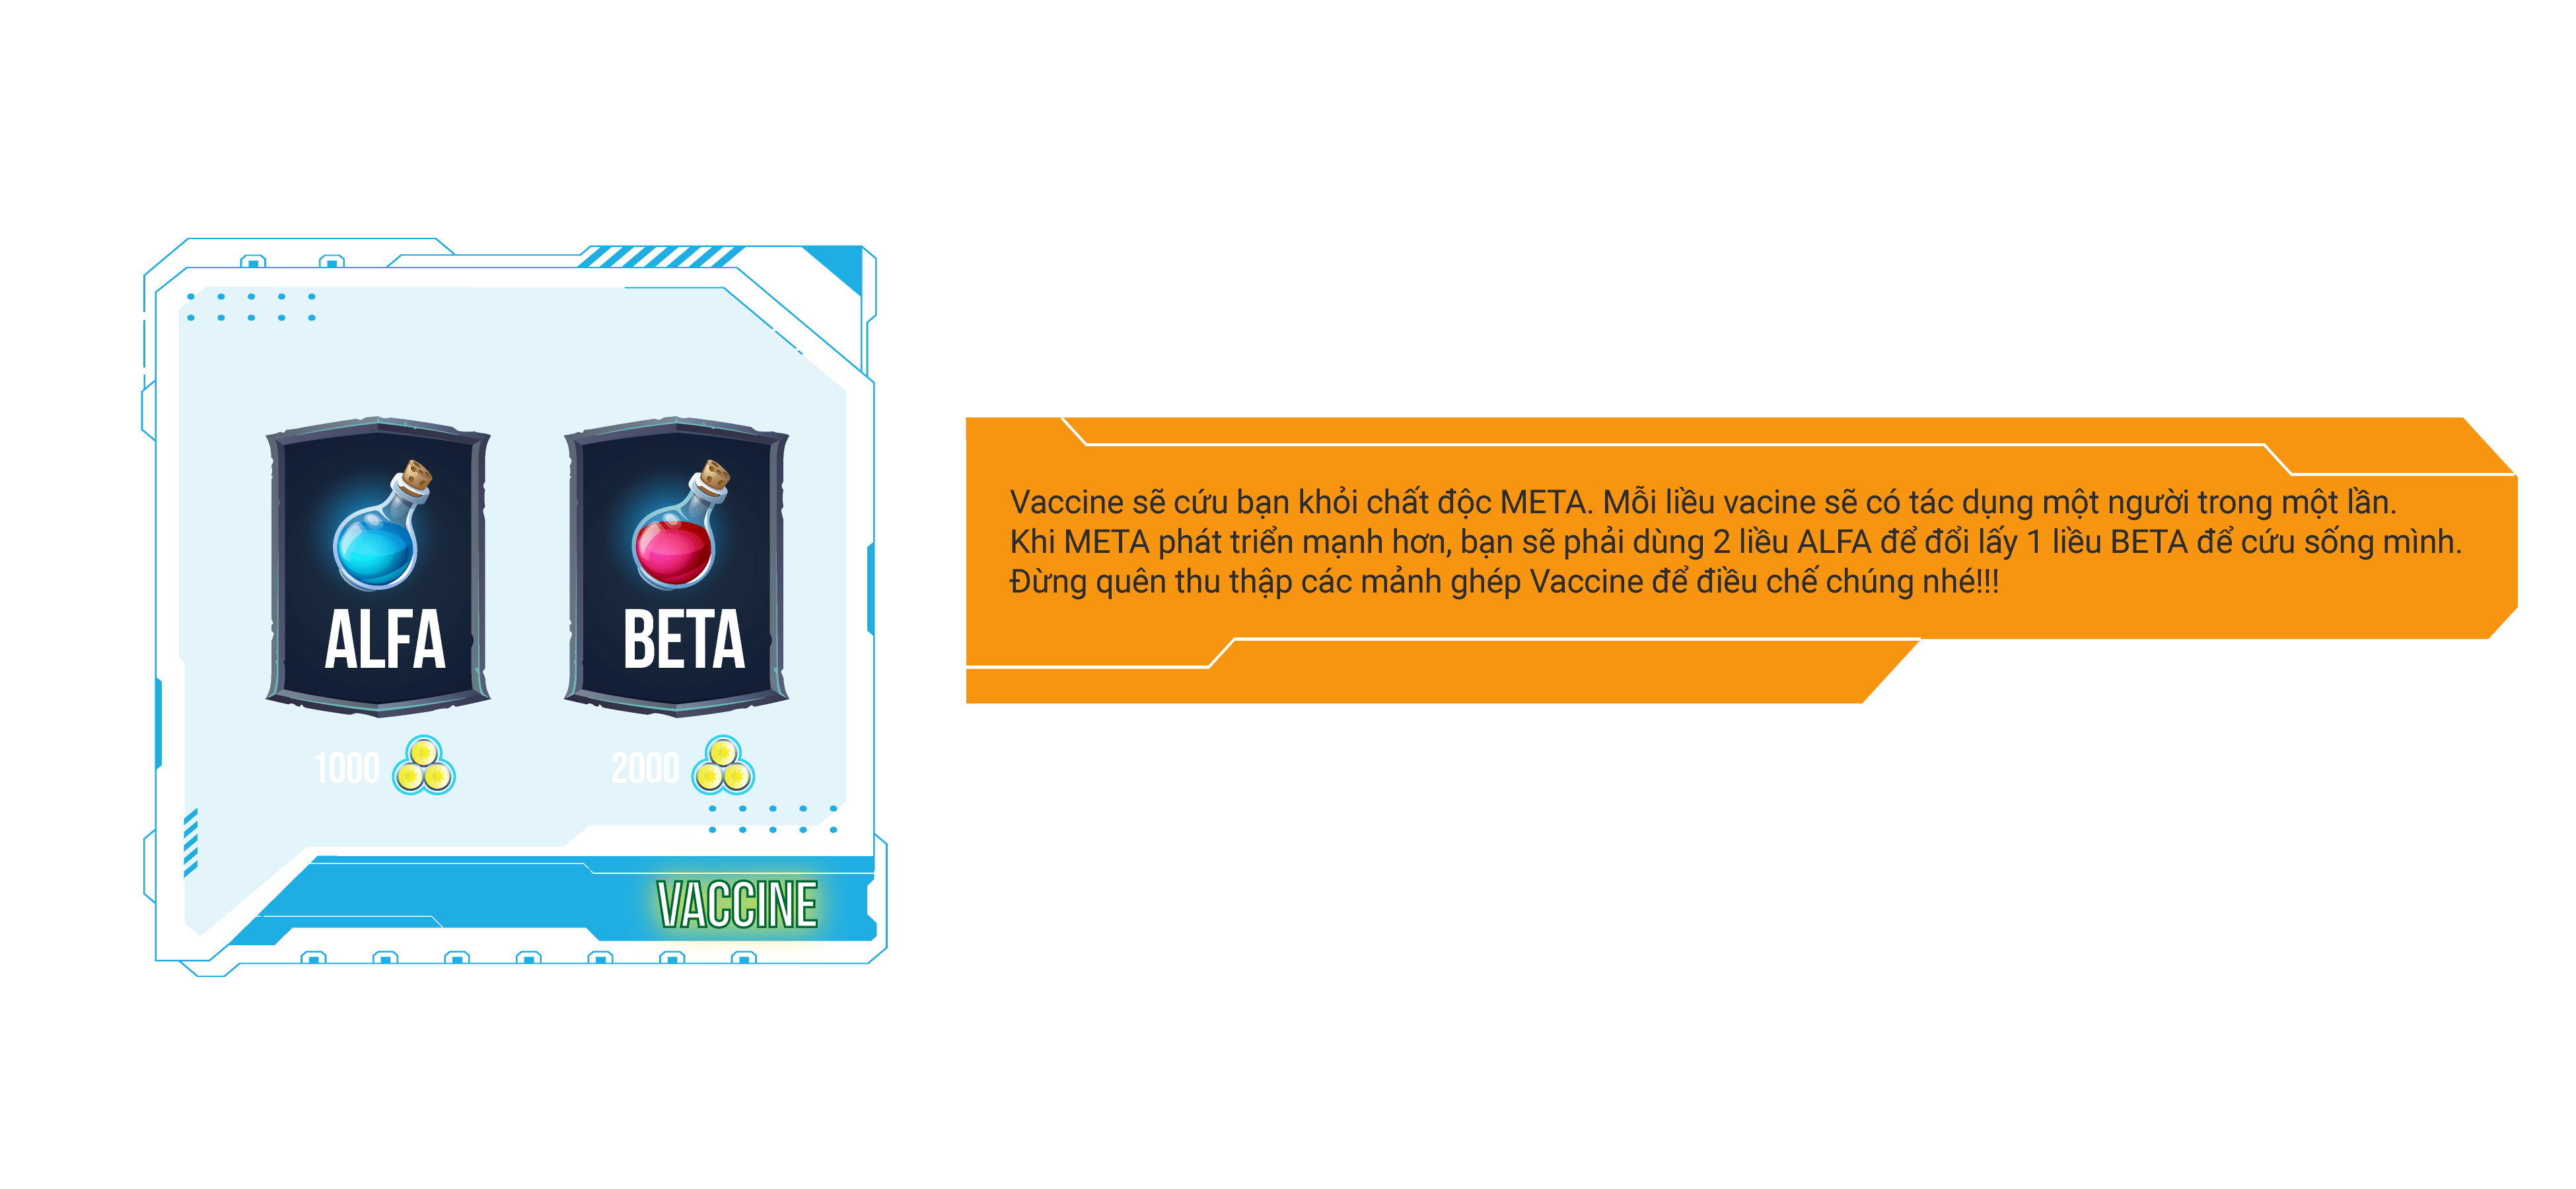 ALFA
BETA
1000
2000
VACCINE
Vaccine sẽ cứu bạn khỏi chất độc META. Mỗi liều vacine sẽ có tác dụng một người trong một lần.
Khi META phát triển mạnh hơn, bạn sẽ phải dùng 2 liều ALFA để đổi lấy 1 liều BETA để cứu sống mình.
Đừng quên thu thập các mảnh ghép Vaccine để điều chế chúng nhé!!!